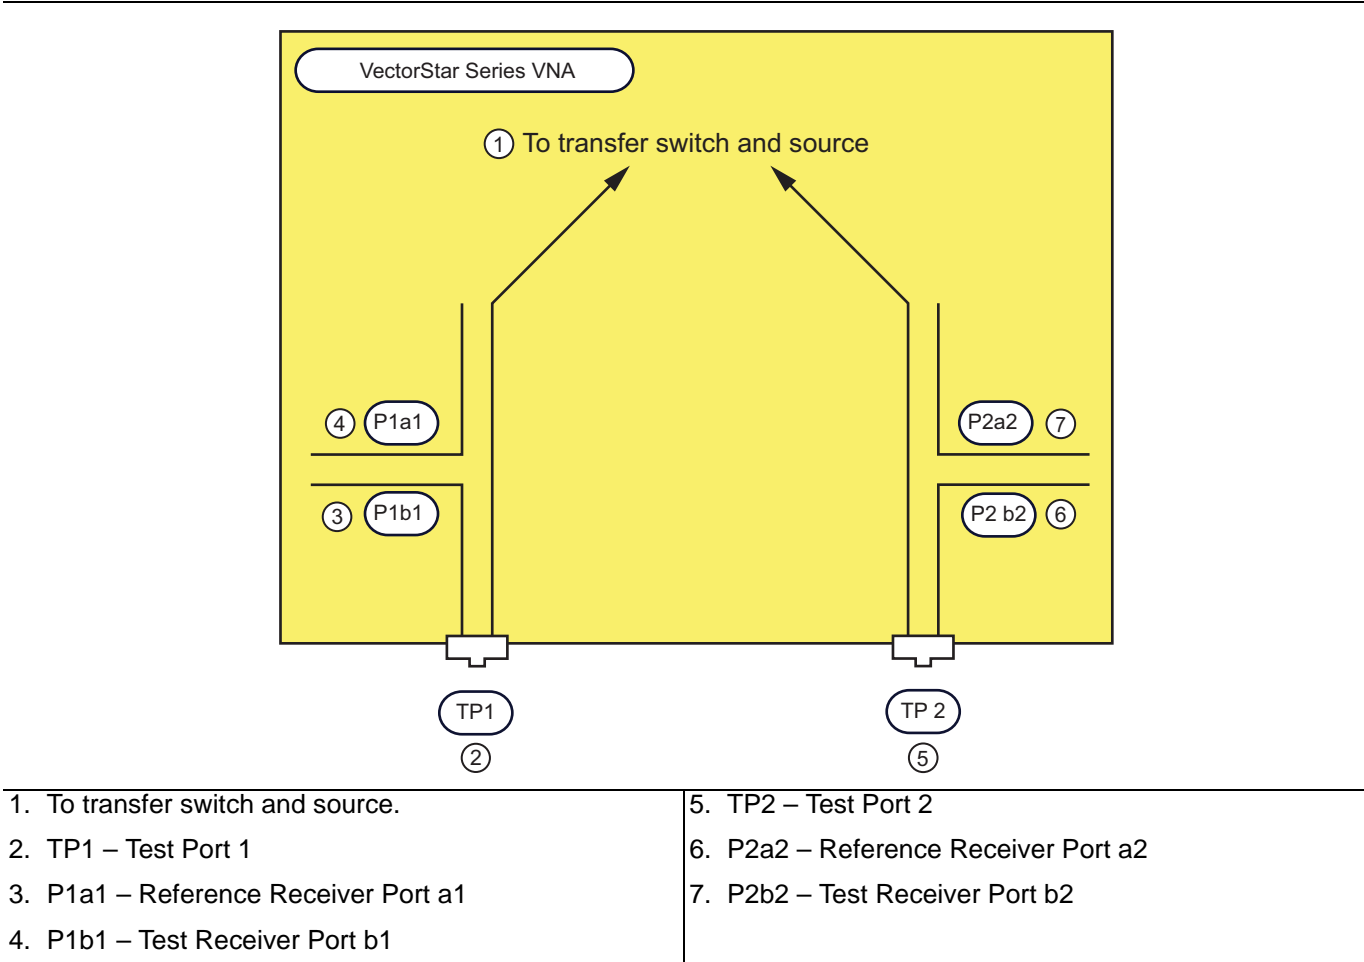 VectorStar Series VNA
1 To transfer switch and source
4 P1a1
P2a2 7
3 P1b1
P2 b2 6
TP1
TP 2
2
5
1. To transfer switch and source.
2. TP1 – Test Port 1
3. P1a1 – Reference Receiver Port a1
4. P1b1 – Test Receiver Port b1
5. TP2 – Test Port 2
6. P2a2 – Reference Receiver Port a2
7. P2b2 – Test Receiver Port b2